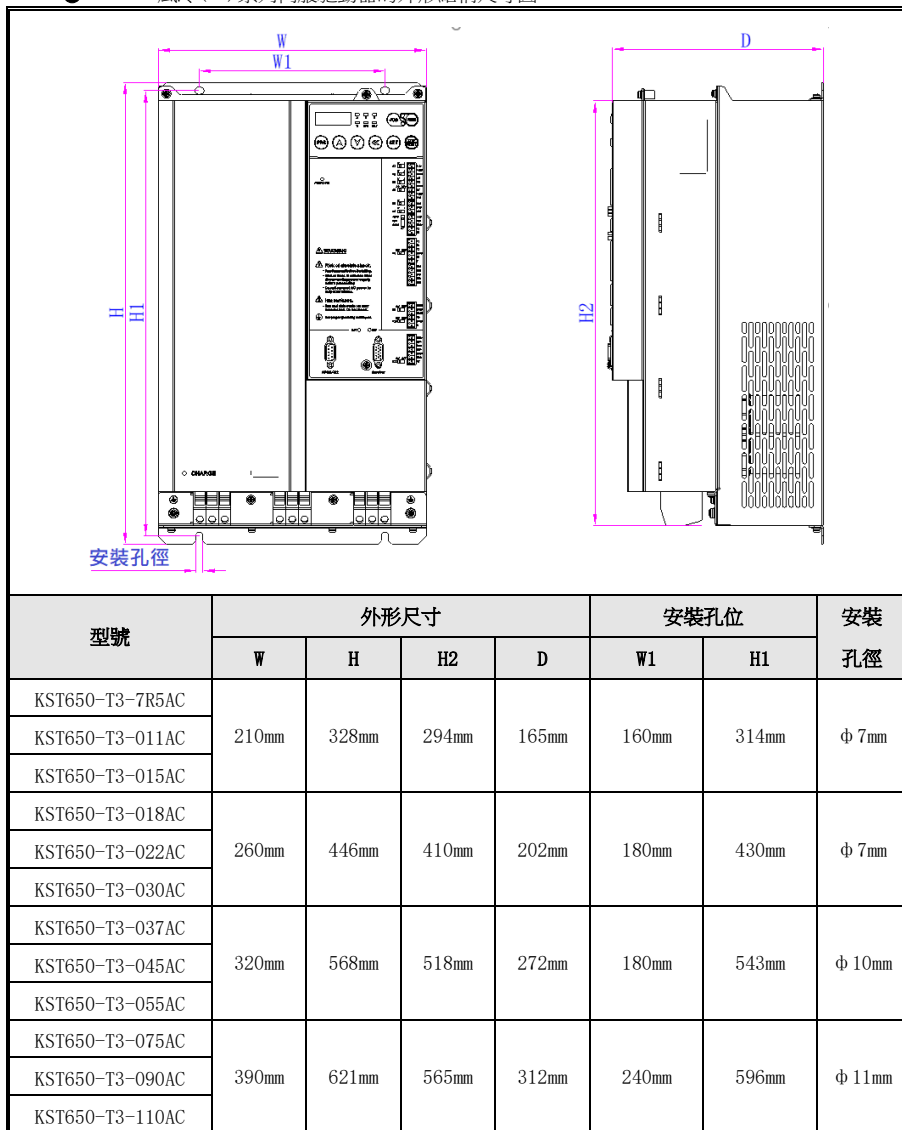 W
W1
D
H
H1
H2
CHARGE
安裝孔徑
型號 外形尺寸 安裝孔位 安裝孔徑
W H H2 D W1 H1
KST650-T3-7R5AC
KST650-T3-011AC 210mm 328mm 294mm 165mm 160mm 314mm φ7mm
KST650-T3-015AC
KST650-T3-018AC
KST650-T3-022AC 260mm 446mm 410mm 202mm 180mm 430mm φ7mm
KST650-T3-030AC
KST650-T3-037AC
KST650-T3-045AC 320mm 568mm 518mm 272mm 180mm 543mm φ10mm
KST650-T3-055AC
KST650-T3-075AC
KST650-T3-090AC 390mm 621mm 565mm 312mm 240mm 596mm φ11mm
KST650-T3-110AC